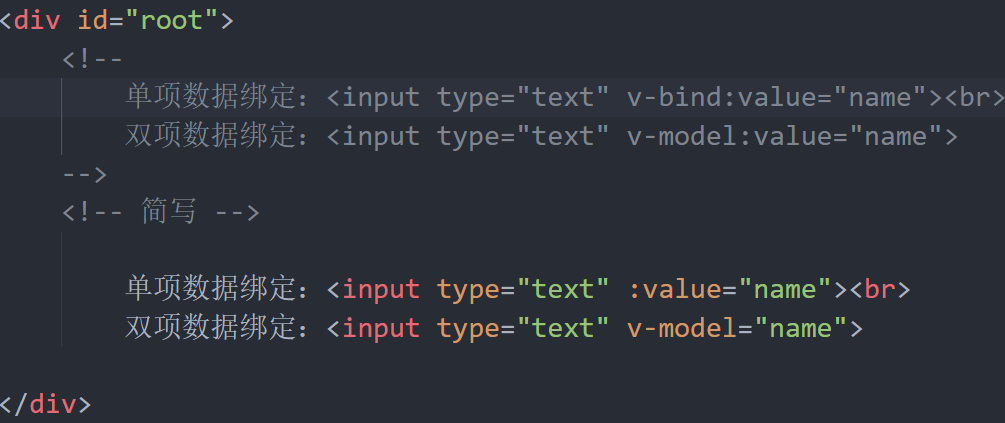 <div id="root">
<!--
单项数据绑定：<input type="text" v-bind:value="name"><br>
双项数据绑定：<input type="text" v-model:value="name">
-->
<!-- 简写 -->
单项数据绑定：<input type="text" :value="name"><br>
双项数据绑定：<input type="text" v-model="name">
</div>